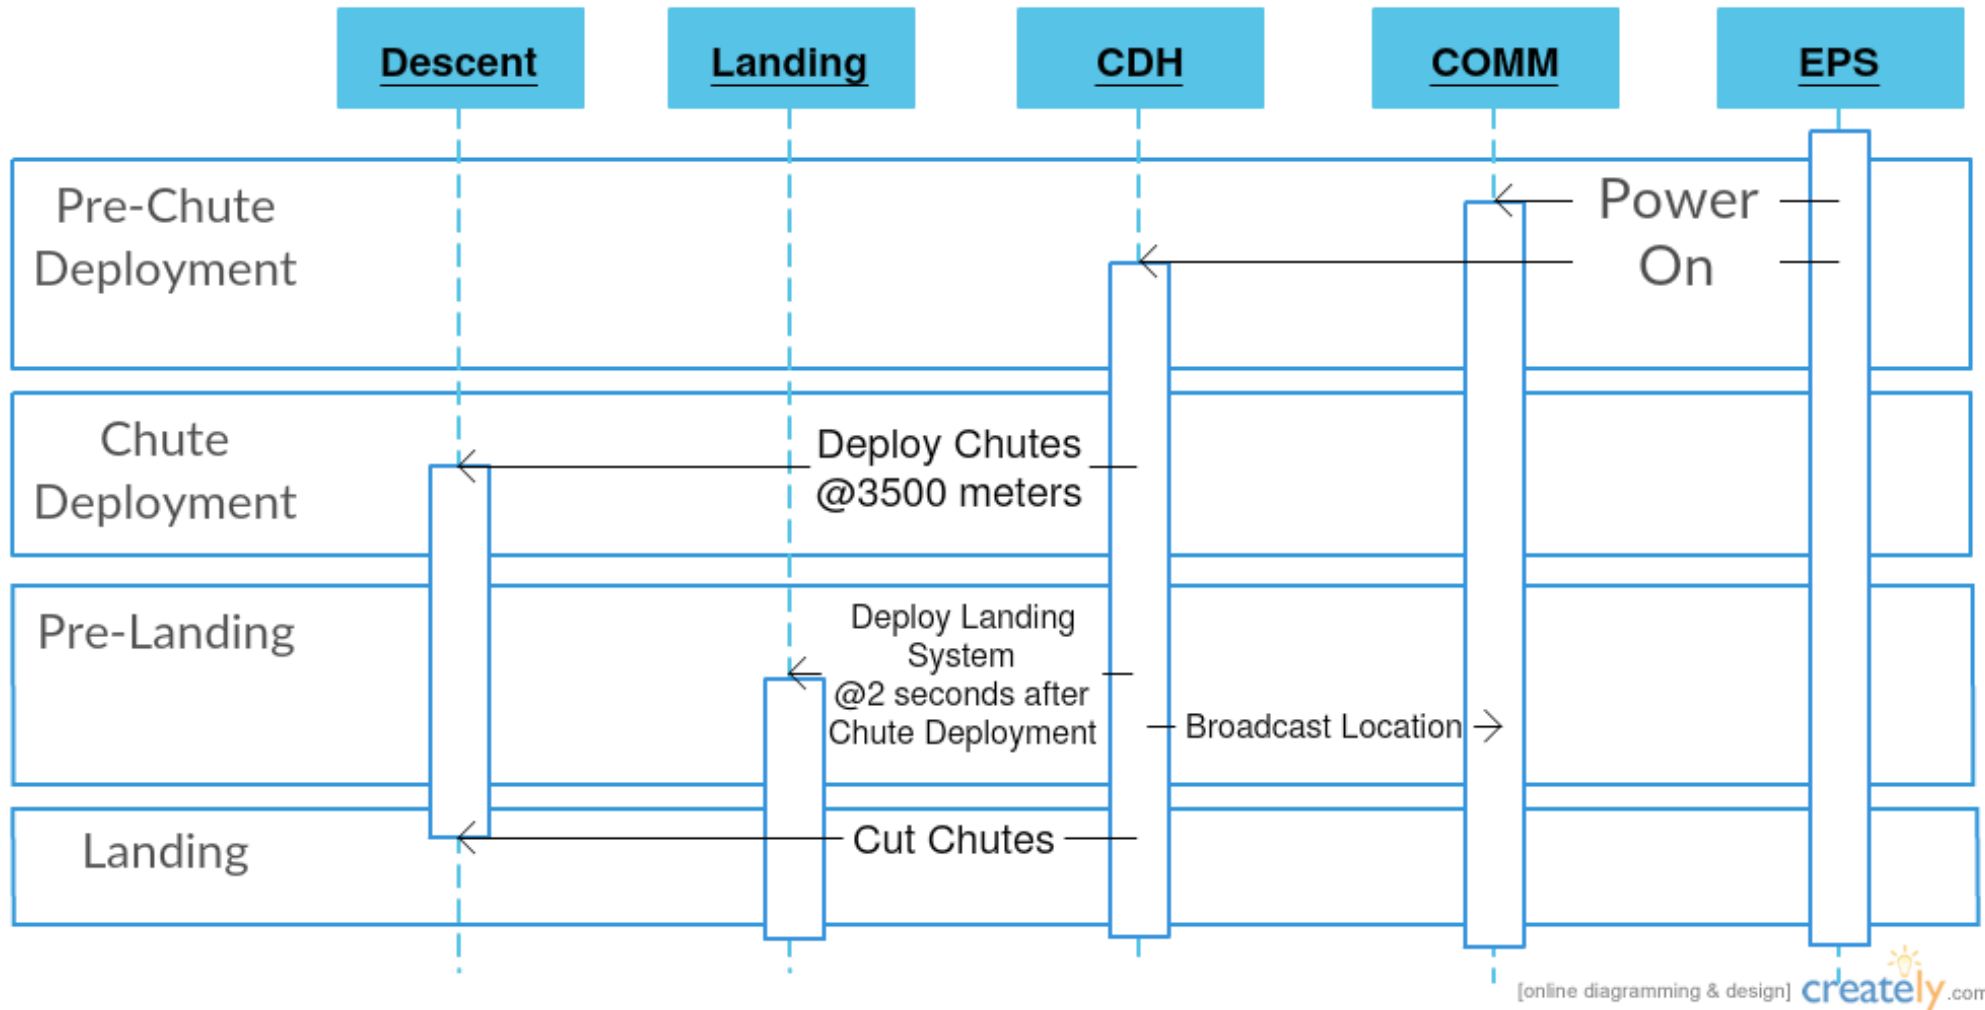 Descent
Landing
CDH
COMM
EPS
Pre-Chute
Deployment
Power
On
Chute
Deployment
Deploy Chutes
@3500 meters
Pre-Landing
Deploy Landing
System
@2 seconds after
Chute Deployment
Broadcast Location
Landing
Cut Chutes
[online diagramming & design] creately.com